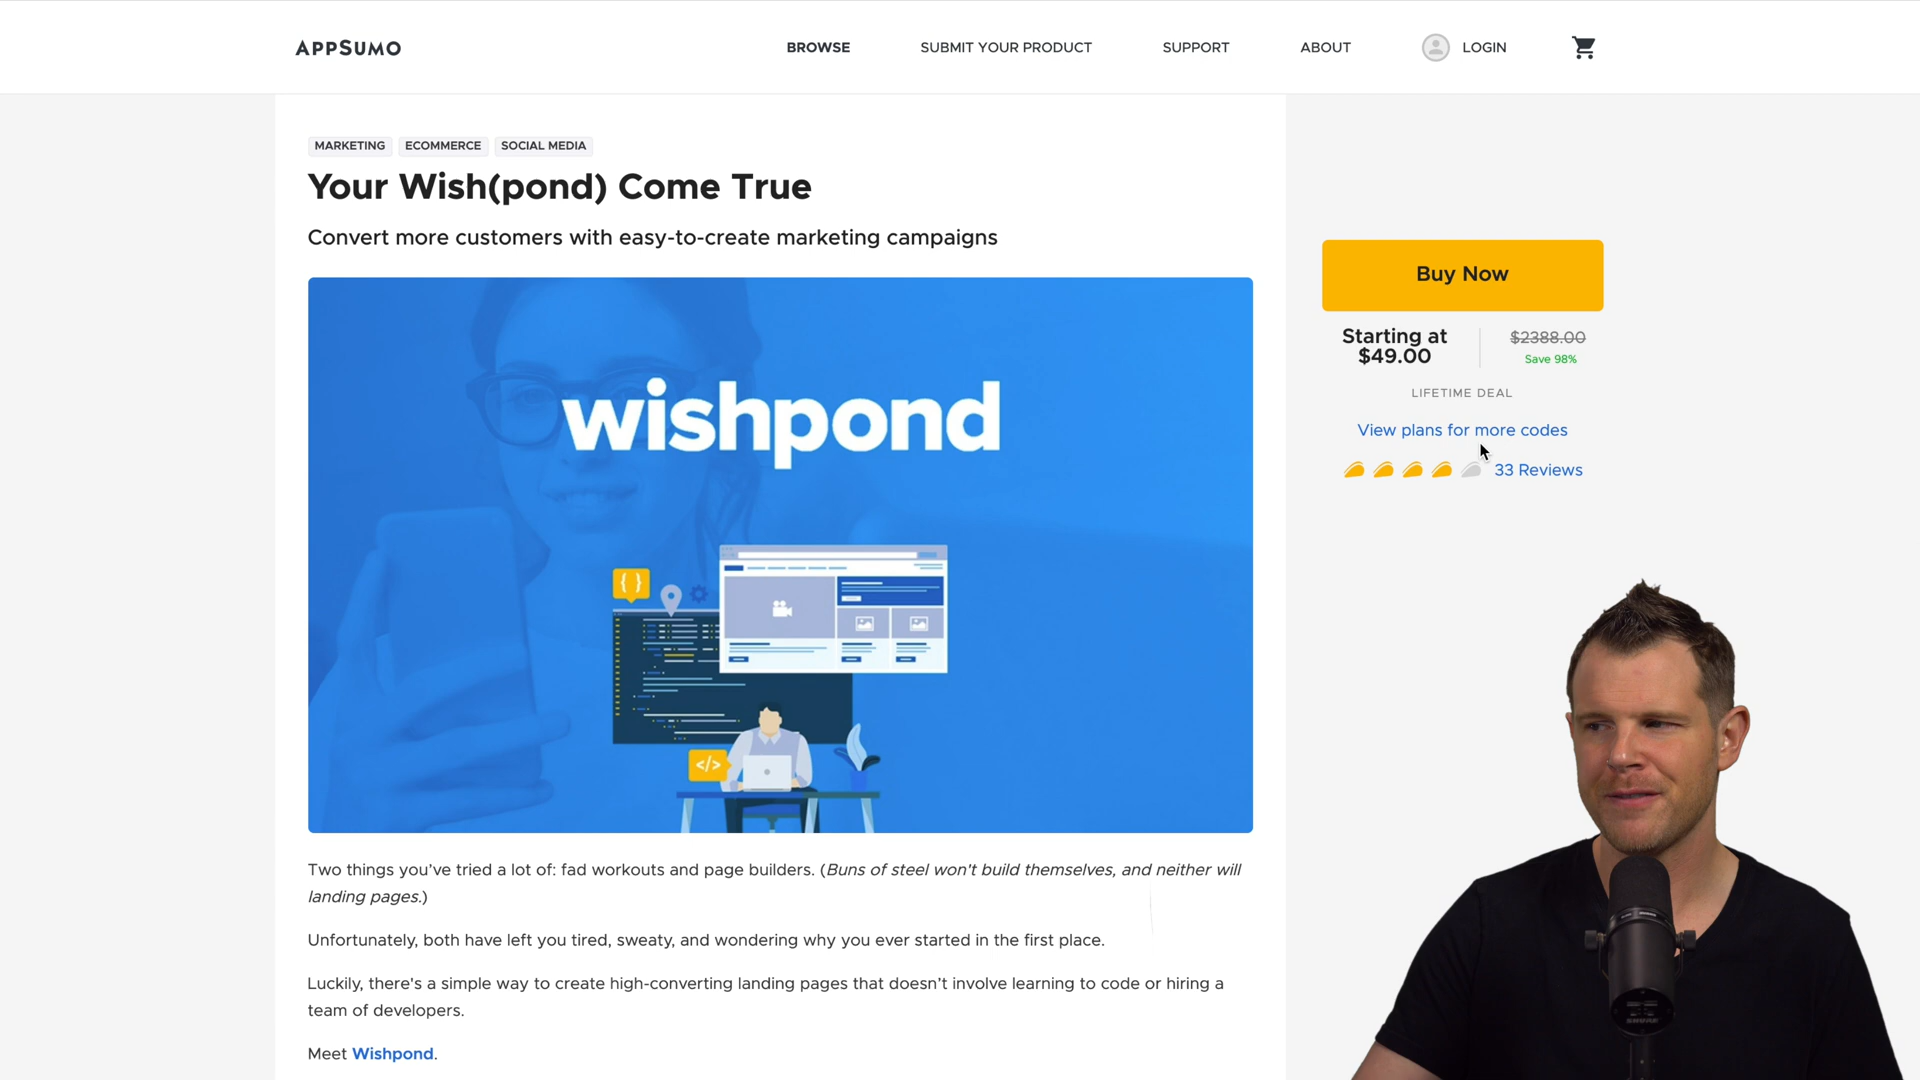 APPSUMO
BROWSE
SUBMIT YOUR PRODUCT
SUPPORT
ABOUT
LOGIN
MARKETING
ECOMMERCE
SOCIAL MEDIA
Your Wish(pond) Come True
Convert more customers with easy-to-create marketing campaigns
wishpond
{ }
</>
Two things you've tried a lot of: fad workouts and page builders. (Buns of steel won't build themselves, and neither will
landing pages.)
Unfortunately, both have left you tired, sweaty, and wondering why you ever started in the first place.
Luckily, there's a simple way to create high-converting landing pages that doesn't involve learning to code or hiring a
team of developers.
Meet Wishpond.
Buy Now
Starting at
$49.00
$2388.00
Save 98%
LIFETIME DEAL
View plans for more codes
33 Reviews
SHURE